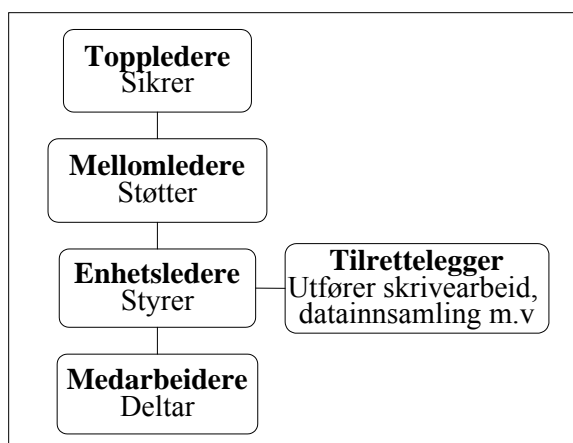 Toppledere
Sikrer
Mellomledere
Støtter
Enhetsledere
Styrer
Tilrettelegger
Utfører skrivearbeid,
datainnsamling m.v
Medarbeidere
Deltar